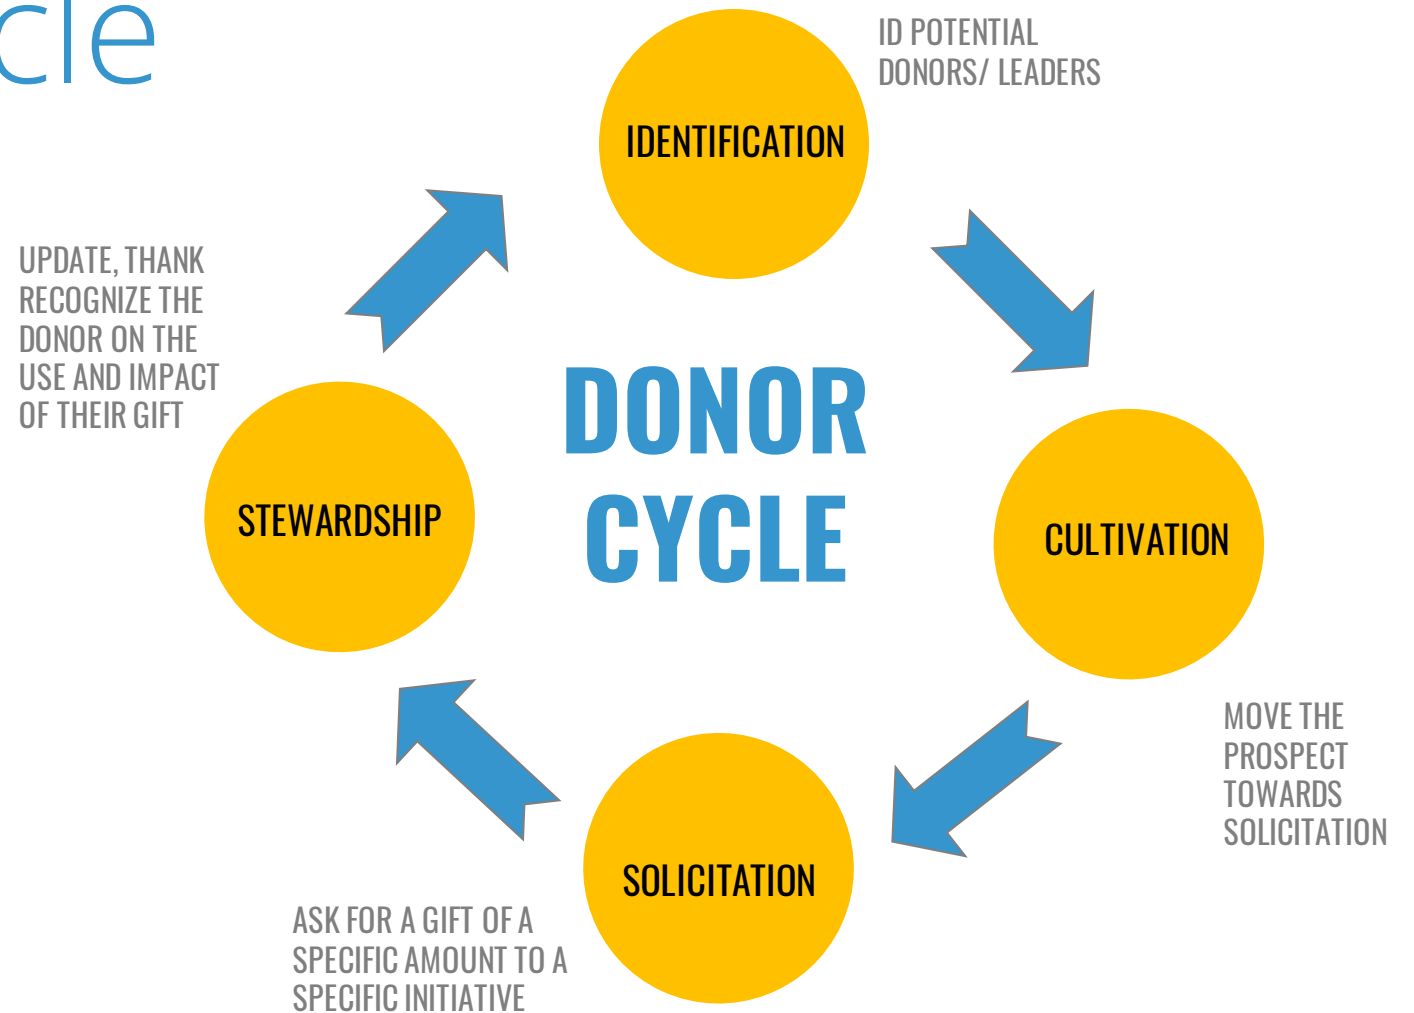 cle
ID POTENTIAL
DONORS/ LEADERS
IDENTIFICATION
UPDATE, THANK
RECOGNIZE THE
DONOR ON THE
USE AND IMPACT
OF THEIR GIFT
DONOR
CYCLE
STEWARDSHIP
CULTIVATION
MOVE THE
PROSPECT
TOWARDS
SOLICITATION
SOLICITATION
ASK FOR A GIFT OF A
SPECIFIC AMOUNT TO A
SPECIFIC INITIATIVE